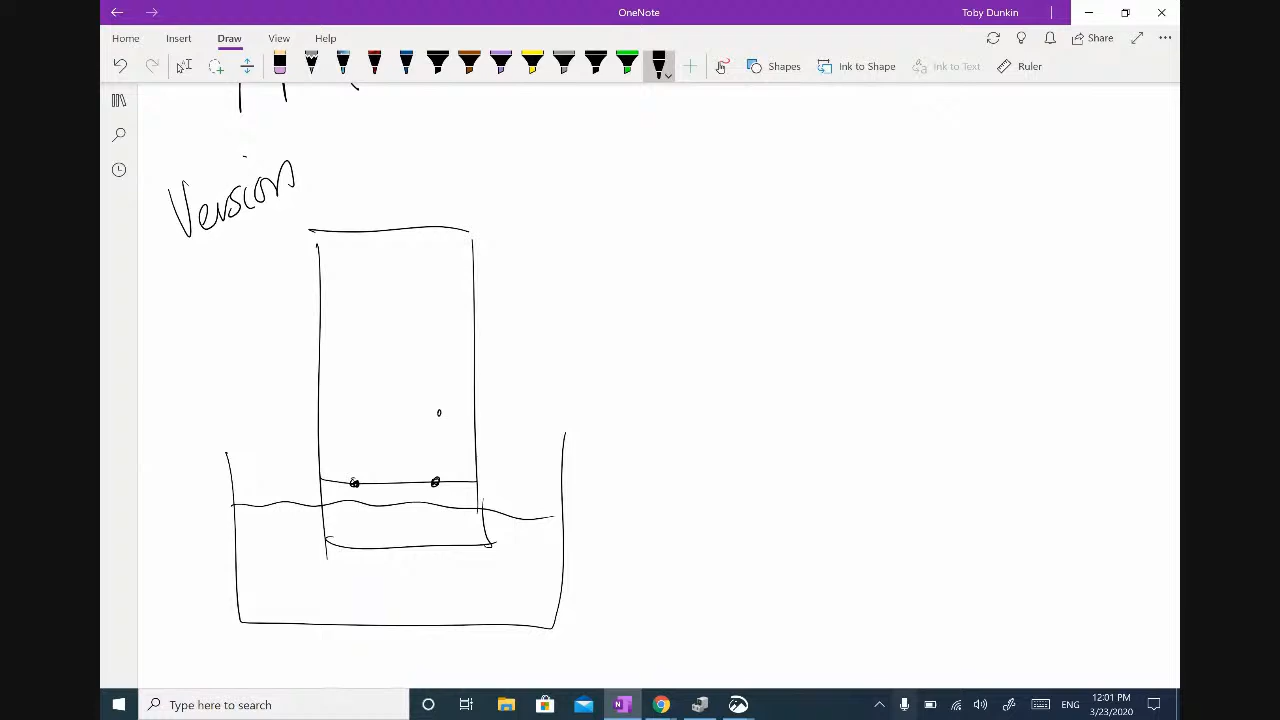 OneNote
Toby Dunkin
Home Insert Draw View Help
Share
Shapes Ink to Shape Ink to Text Ruler
Version
Type here to search
ENG
12:01 PM
3/23/2020